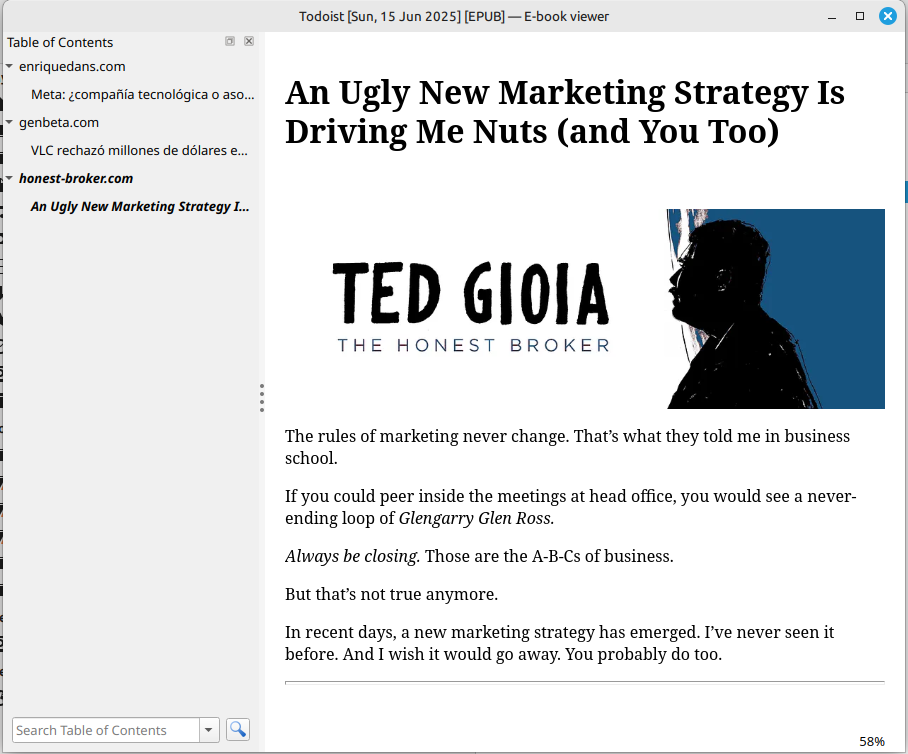 Todoist [Sun, 15 Jun 2025] [EPUB] — E-book viewer
Table of Contents
enriquedans.com
Meta: ¿compañía tecnológica o aso...
genbeta.com
VLC rechazó millones de dólares e...
honest-broker.com
An Ugly New Marketing Strategy I...
Search Table of Contents
An Ugly New Marketing Strategy Is
Driving Me Nuts (and You Too)
TED GIOIA
THE HONEST BROKER
The rules of marketing never change. That’s what they told me in business
school.
If you could peer inside the meetings at head office, you would see a never-
ending loop of Glengarry Glen Ross.
Always be closing. Those are the A-B-Cs of business.
But that’s not true anymore.
In recent days, a new marketing strategy has emerged. I’ve never seen it
before. And I wish it would go away. You probably do too.
58%